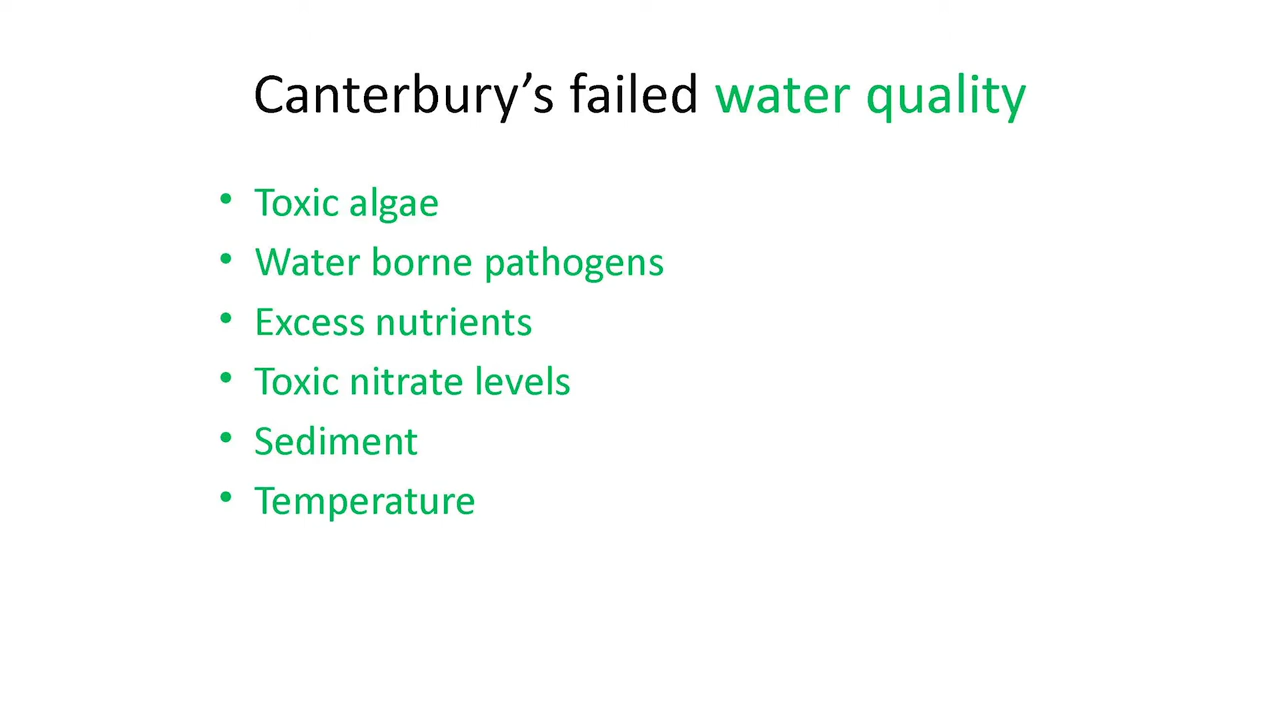 Canterbury’s failed water quality
• Toxic algae
• Water borne pathogens
• Excess nutrients
• Toxic nitrate levels
• Sediment
• Temperature